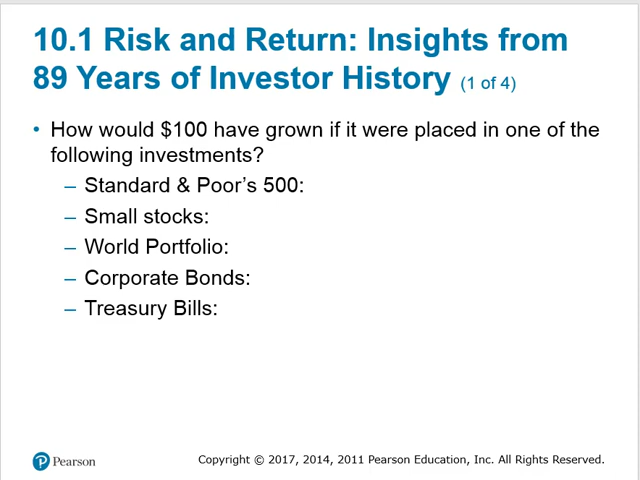 10.1 Risk and Return: Insights from
89 Years of Investor History (1 of 4)
• How would $100 have grown if it were placed in one of the
following investments?
– Standard & Poor’s 500:
– Small stocks:
– World Portfolio:
– Corporate Bonds:
– Treasury Bills:
P Pearson
Copyright © 2017, 2014, 2011 Pearson Education, Inc. All Rights Reserved.